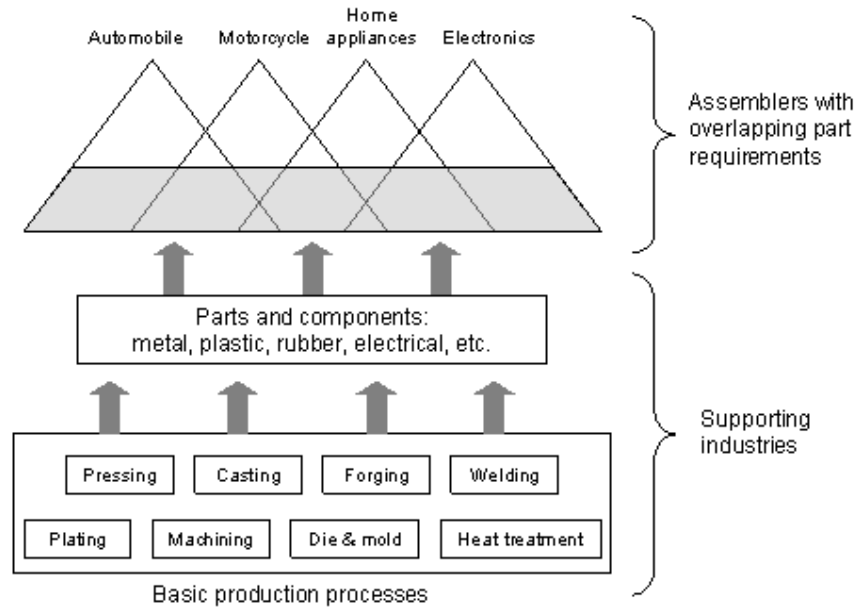 Automobile
Motorcycle
Home
appliances
Electronics
Assemblers with
overlapping part
requirements
Parts and components:
metal, plastic, rubber, electrical, etc.
Supporting
industries
Pressing
Casting
Forging
Welding
Plating
Machining
Die & mold
Heat treatment
Basic production processes